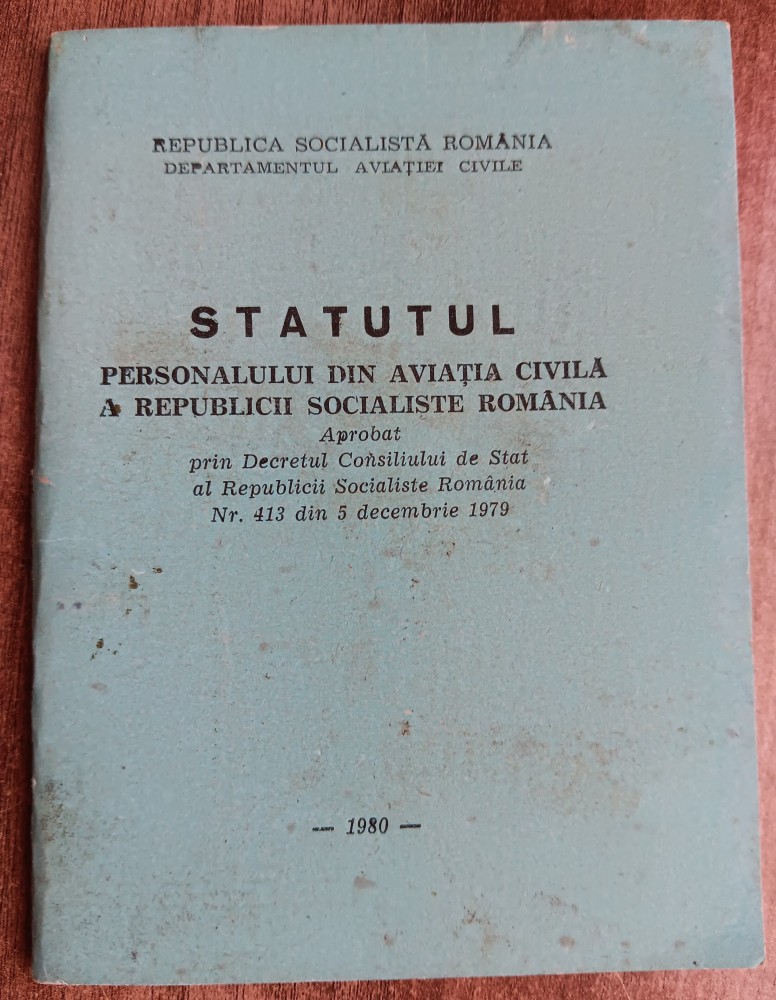 REPUBLICA SOCIALISTĂ ROMÂNIA
DEPARTAMENTUL AVIAȚIEI CIVILE
STATUTUL
PERSONALULUI DIN AVIAȚIA CIVILĂ
A REPUBLICII SOCIALISTE ROMÂNIA
Aprobat
prin Decretul Consiliului de Stat
al Republicii Socialiste România
Nr. 413 din 5 decembrie 1979
— 1980 —